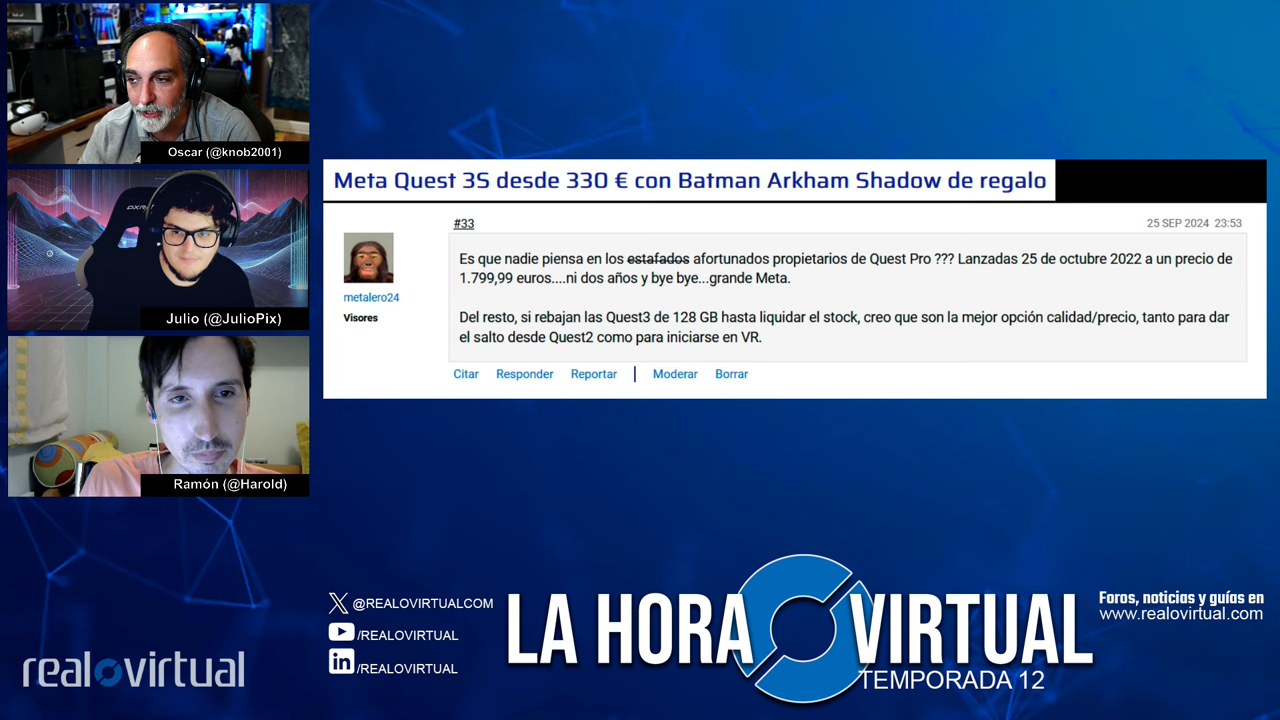 Oscar (@knob2001)
Julio (@JulioPix)
Ramón (@Harold)
Meta Quest 3S desde 330 € con Batman Arkham Shadow de regalo
#33
25 SEP 2024 23:53
metalero24
Visores
Es que nadie piensa en los estafados afortunados propietarios de Quest Pro ??? Lanzadas 25 de octubre 2022 a un precio de
1.799,99 euros....ni dos años y bye bye...grande Meta.
Del resto, si rebajan las Quest3 de 128 GB hasta liquidar el stock, creo que son la mejor opción calidad/precio, tanto para dar
el salto desde Quest2 como para iniciarse en VR.
Citar Responder Reportar | Moderar Borrar
@REALOVIRTUALCOM
/REALOVIRTUAL
/REALOVIRTUAL
LA HORA VIRTUAL
TEMPORADA 12
Foros, noticias y guías en
www.realovirtual.com
realovirtual